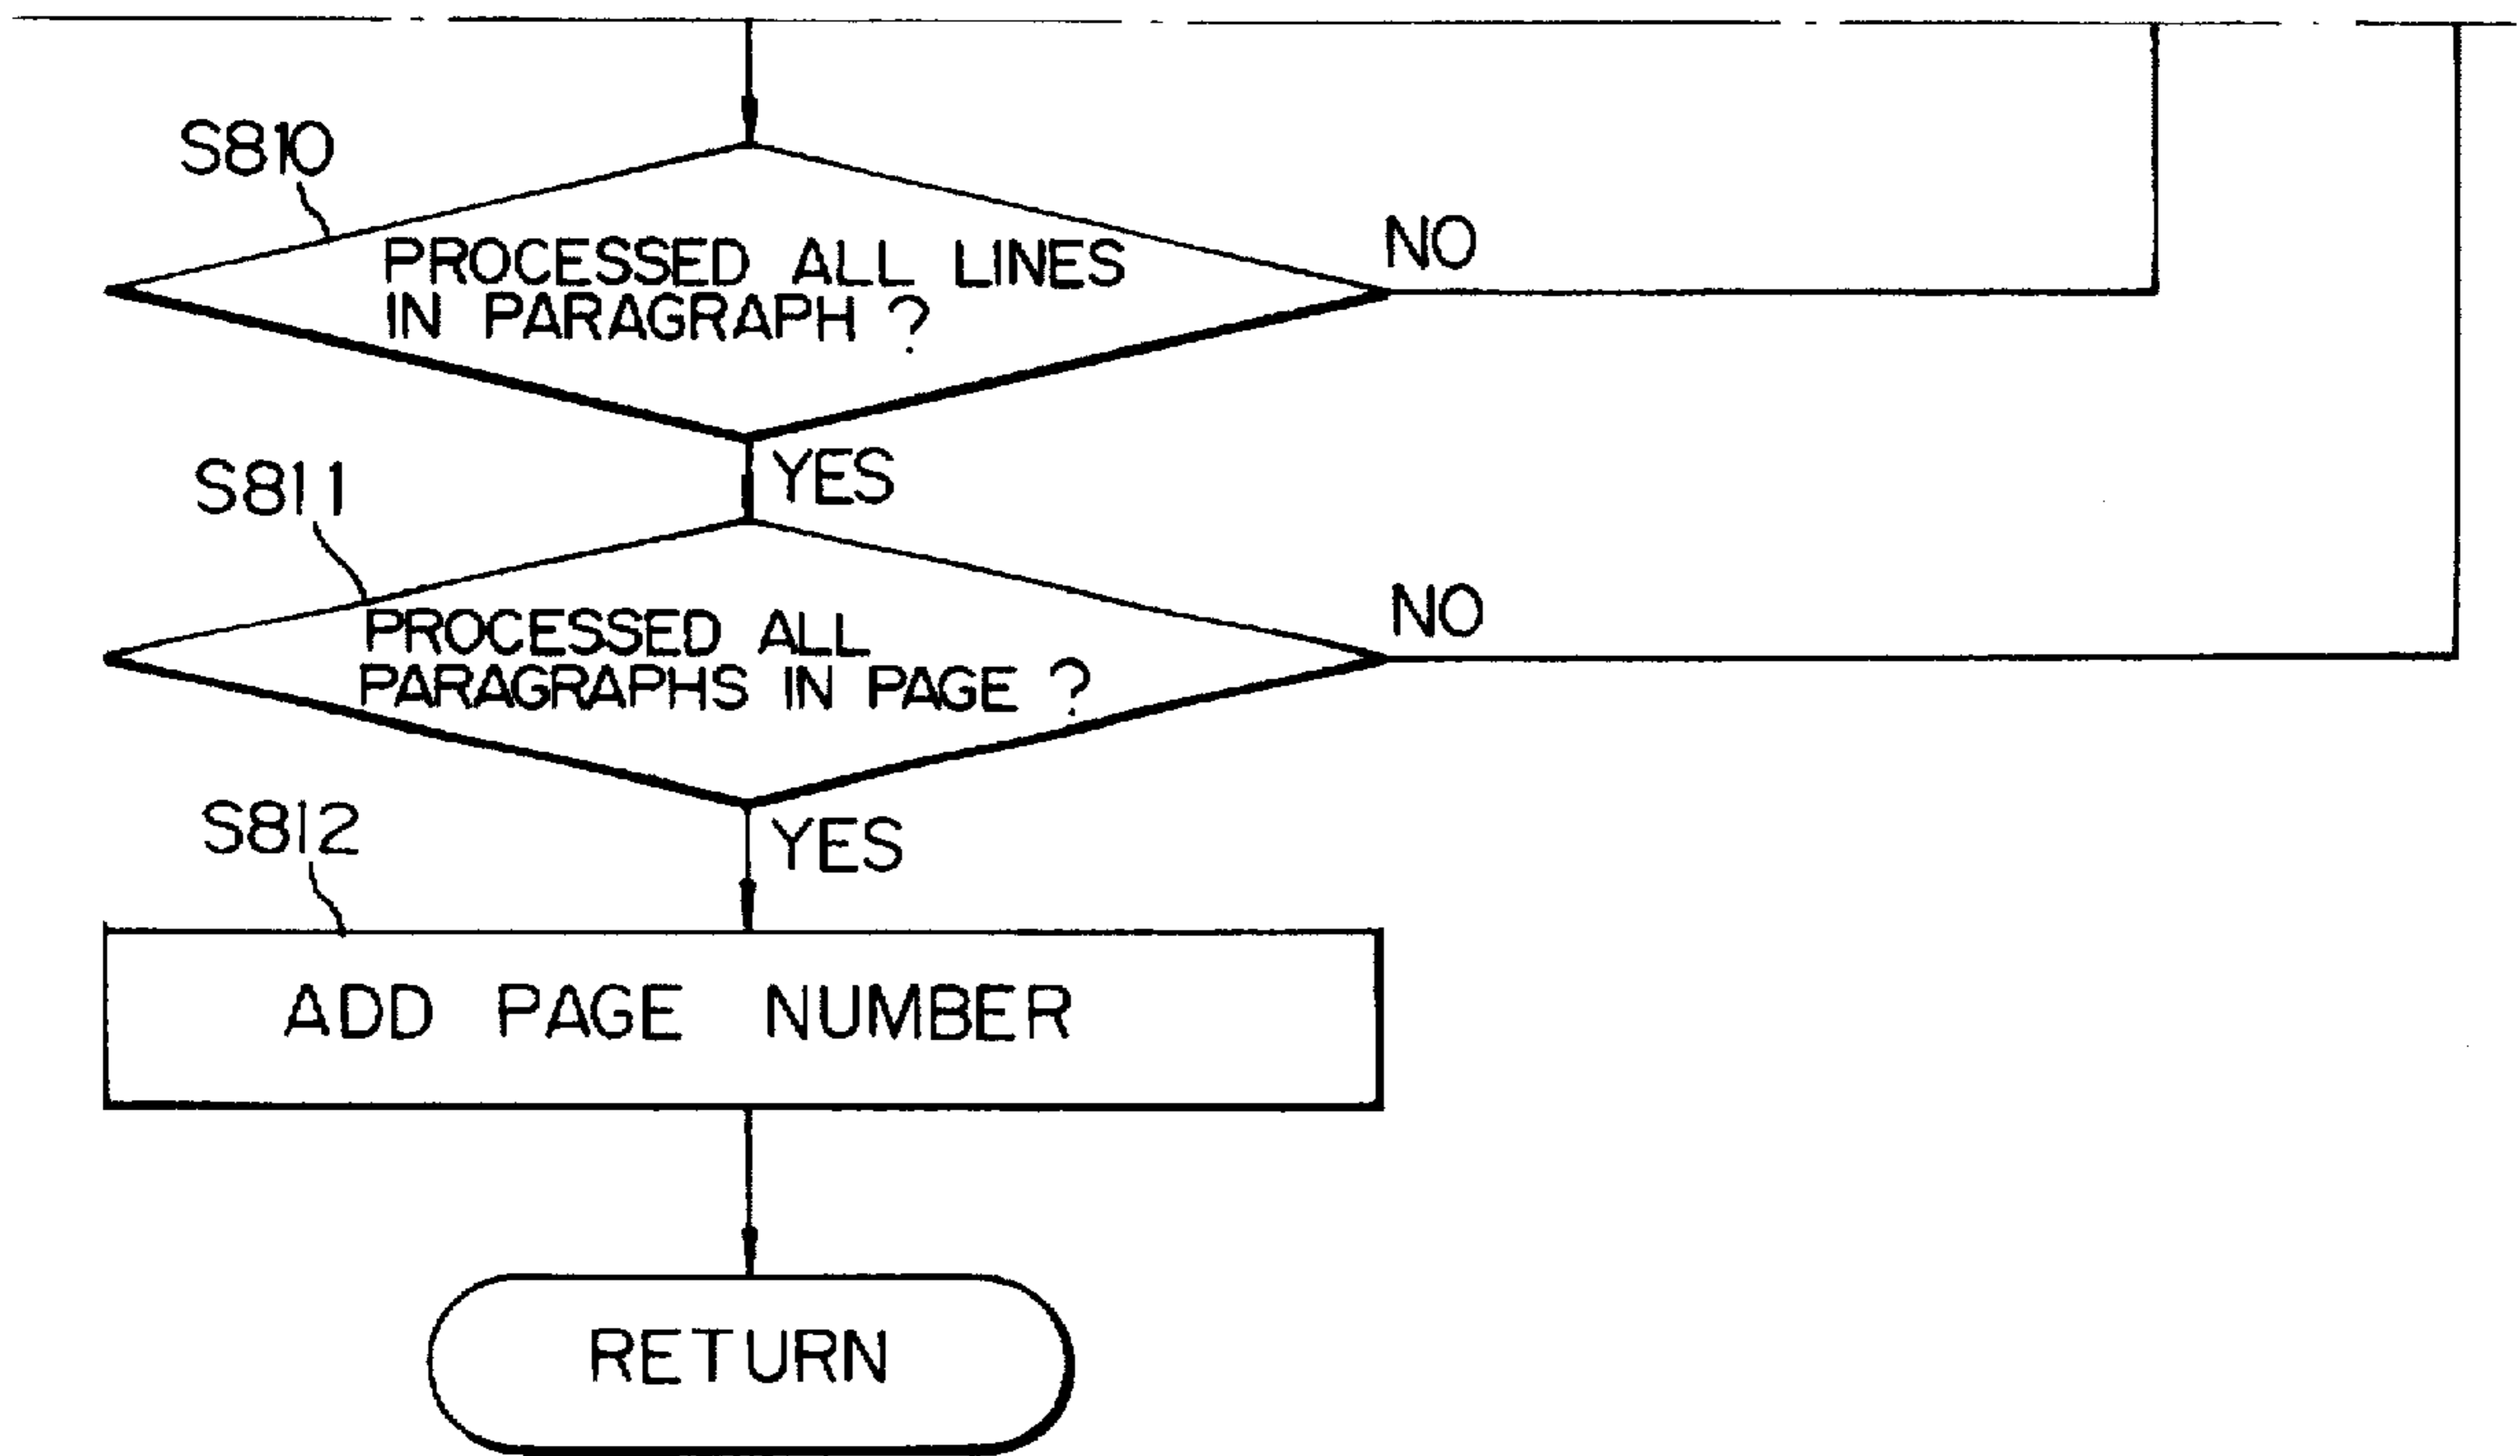 S810
PROCESSED ALL LINES
IN PARAGRAPH ?
NO
YES
S811
PROCESSED ALL
PARAGRAPHS IN PAGE ?
NO
YES
S812
ADD PAGE NUMBER
RETURN